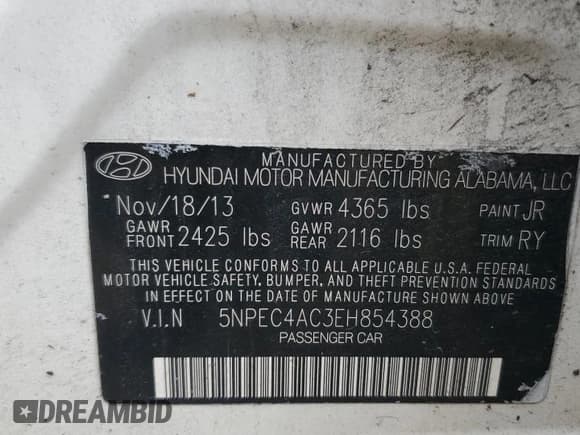 MANUFACTURED BY
HYUNDAI MOTOR MANUFACTURING ALABAMA, LLC
Nov/18/13 GVWR 4365 lbs PAINT JR
GAWR FRONT 2425 lbs GAWR REAR 2116 lbs TRIM RY
THIS VEHICLE CONFORMS TO ALL APPLICABLE U.S.A. FEDERAL
MOTOR VEHICLE SAFETY, BUMPER, AND THEFT PREVENTION STANDARDS
IN EFFECT ON THE DATE OF MANUFACTURE SHOWN ABOVE
V.I.N 5NPEC4AC3EH854388
PASSENGER CAR
DREAMBID